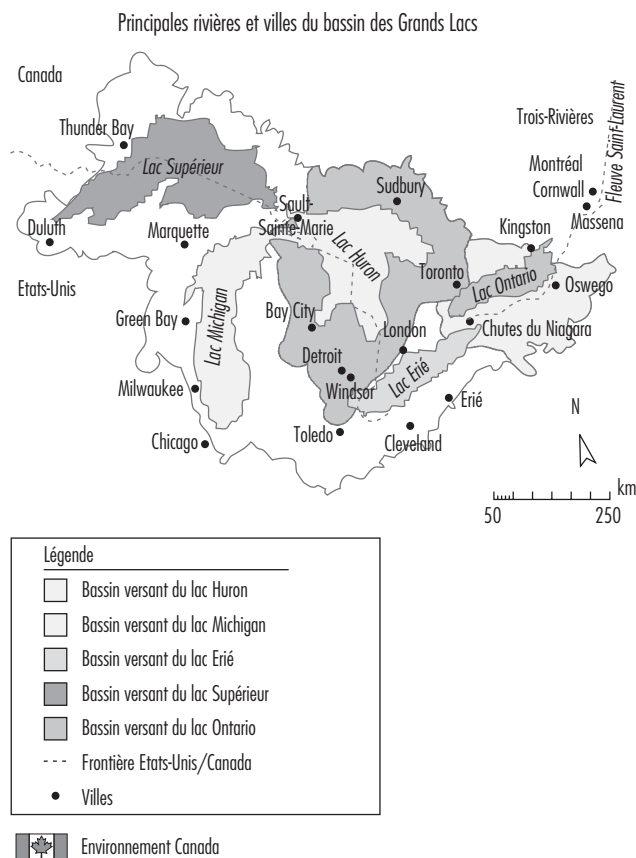 Principales rivières et villes du bassin des Grands Lacs
Canada
Thunder Bay
Lac Supérieur
Duluth
Marquette
Etats-Unis
Sault-
Sainte-Marie
Sudbury
Lac Huron
Trois-Rivières
Fleuve Saint-Laurent
Montréal
Cornwall
Massena
Kingston
Toronto
Lac Ontario
Oswego
Chutes du Niagara
Green Bay
Lac Michigan
Bay City
London
Detroit
Windsor
Lac Erié
Erié
Milwaukee
Chicago
Toledo
Cleveland
N
km
50 250
Légende
Bassin versant du lac Huron
Bassin versant du lac Michigan
Bassin versant du lac Erié
Bassin versant du lac Supérieur
Bassin versant du lac Ontario
Frontière Etats-Unis/Canada
Villes
Environnement Canada